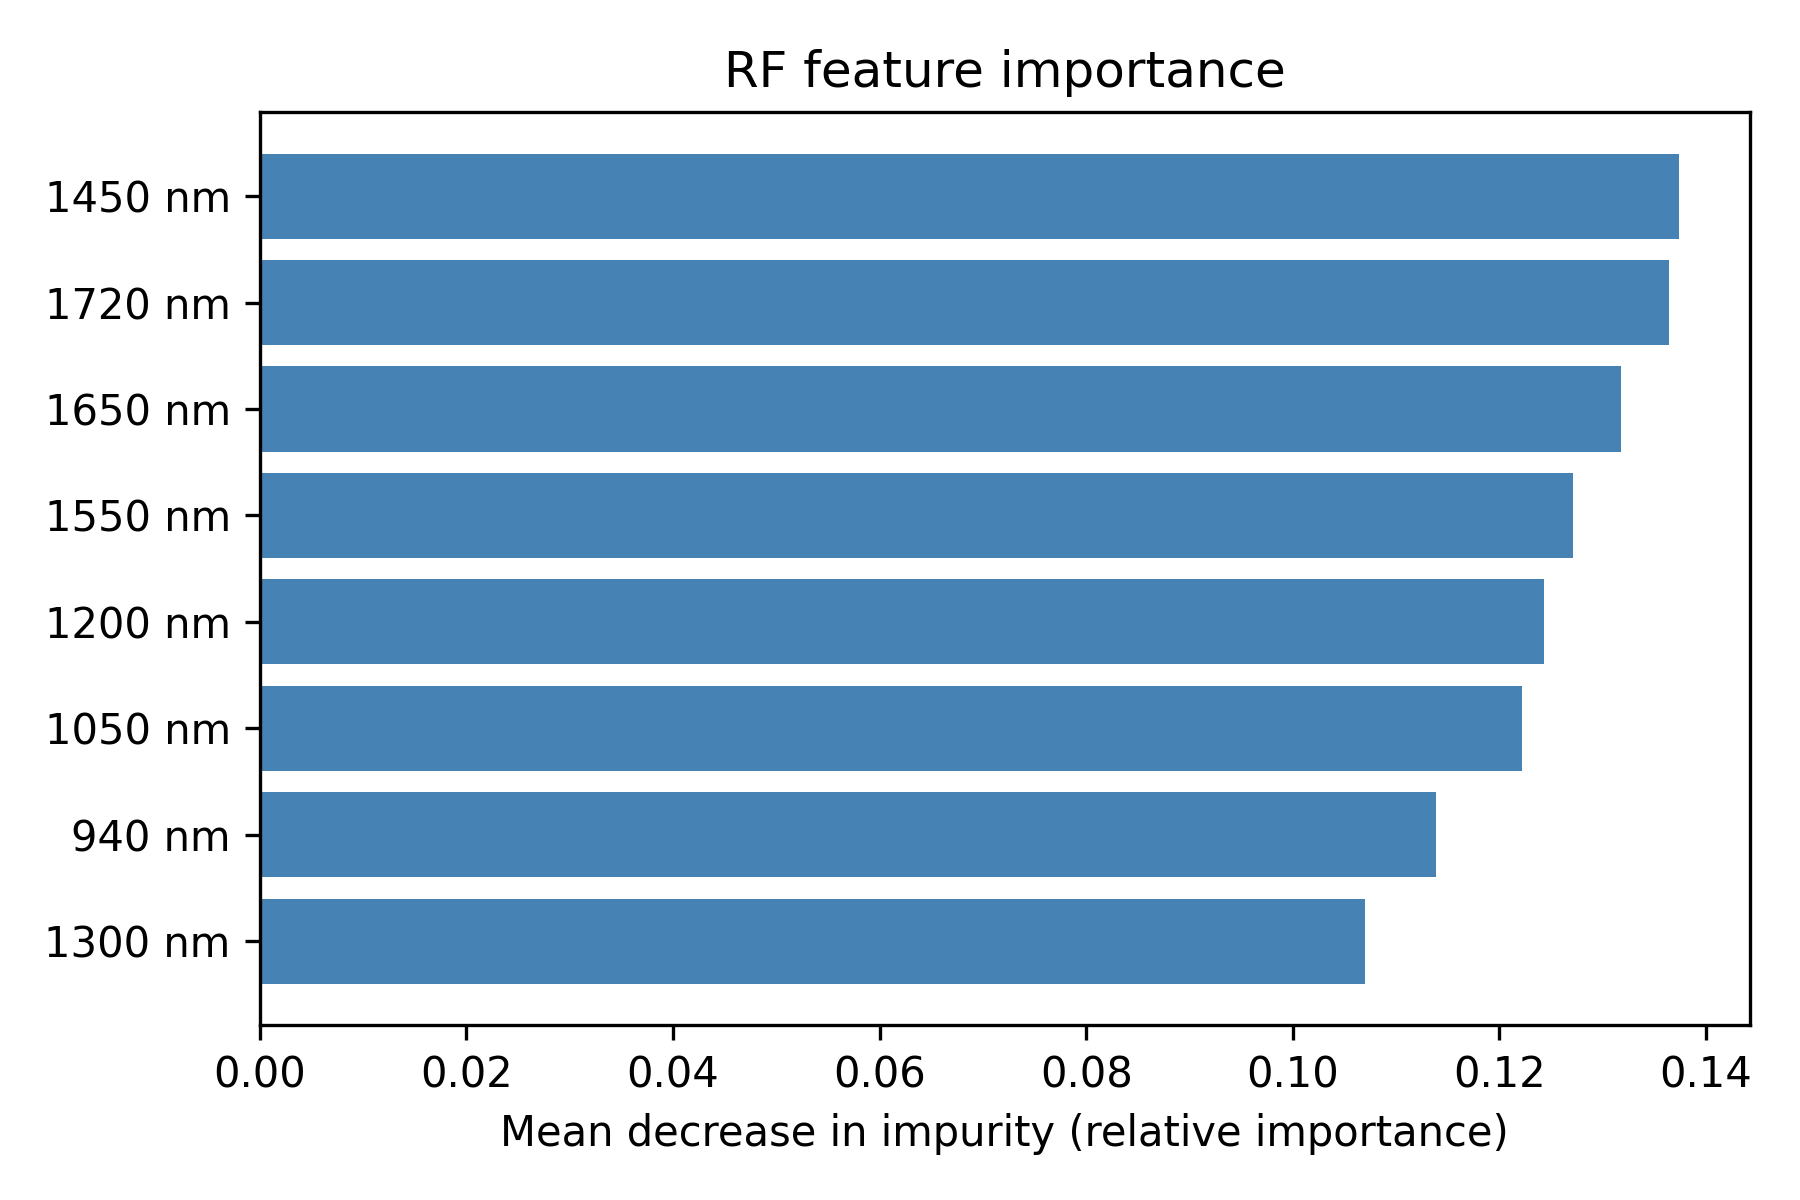 RF feature importance
1450 nm
1720 nm
1650 nm
1550 nm
1200 nm
1050 nm
940 nm
1300 nm
0.00 0.02 0.04 0.06 0.08 0.10 0.12 0.14
Mean decrease in impurity (relative importance)